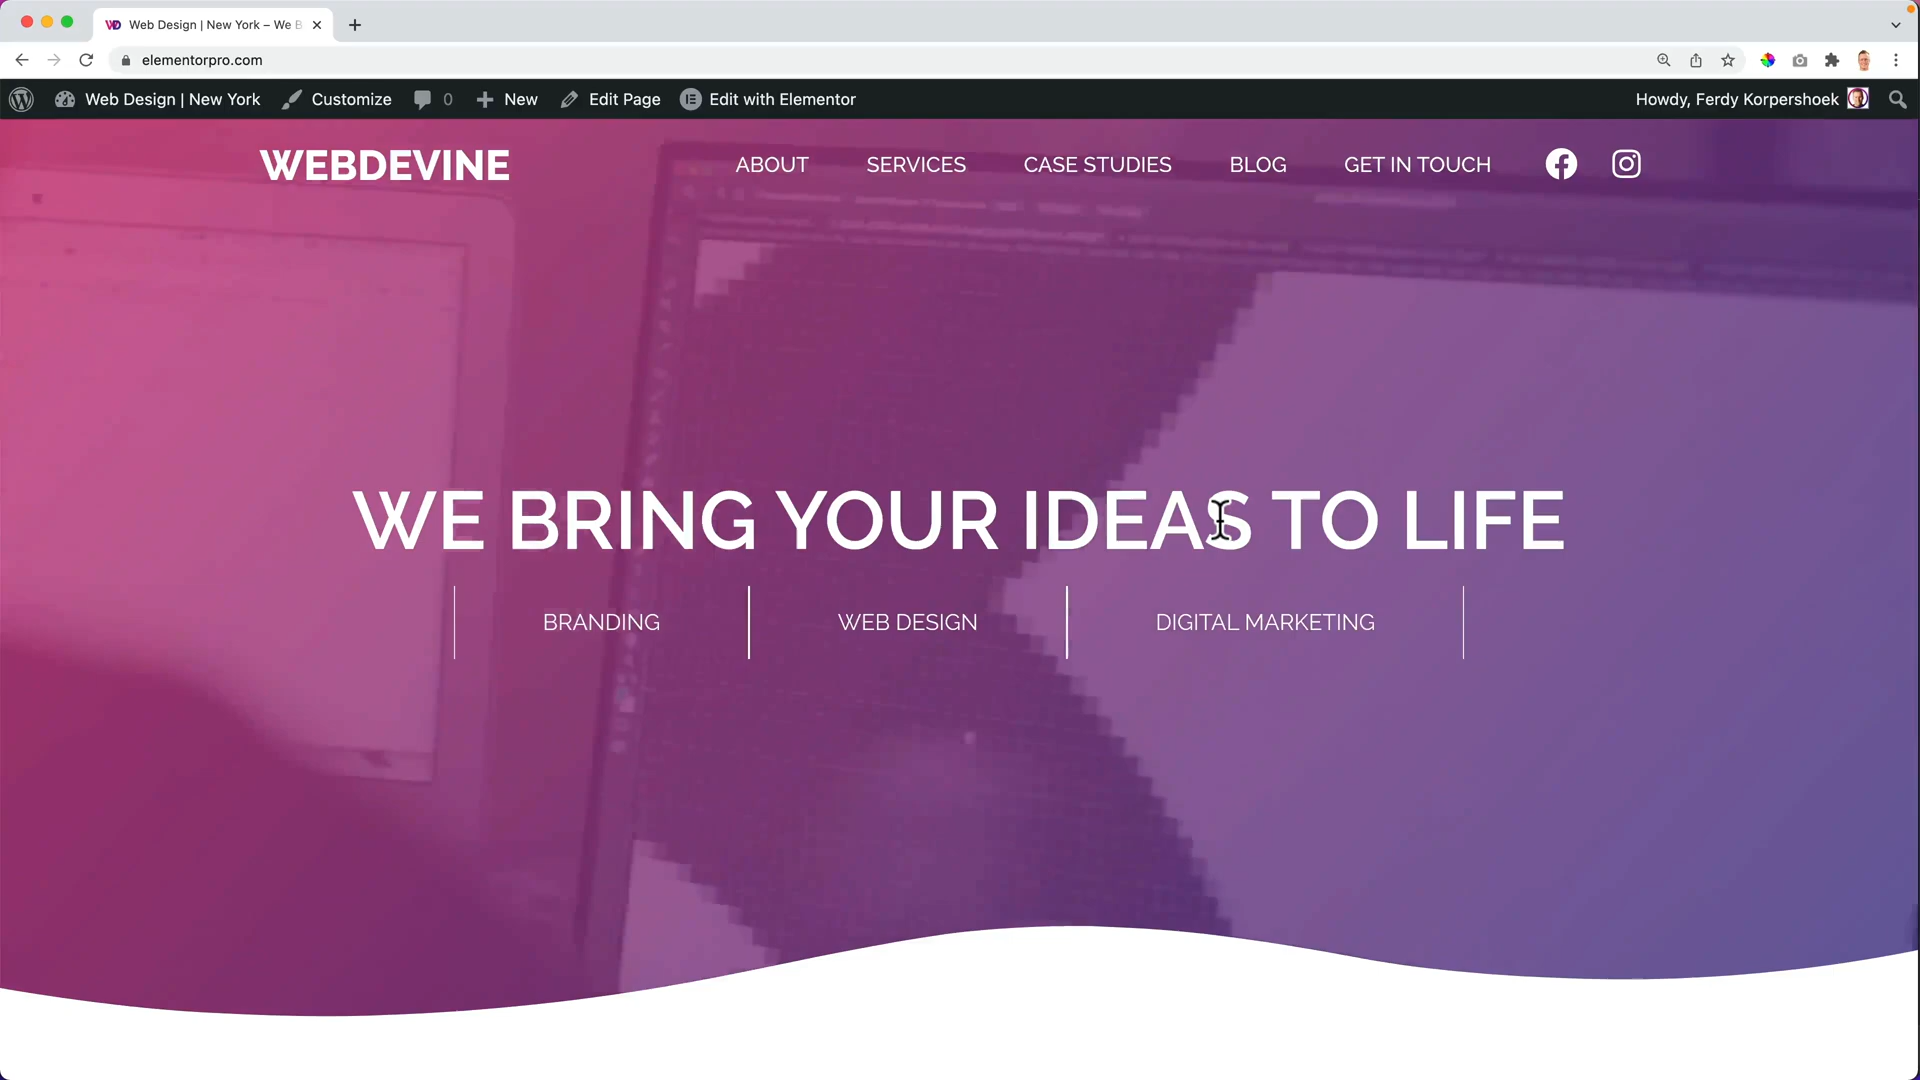 Web Design | New York – We B
elementorpro.com
Web Design | New York Customize 0 New Edit Page Edit with Elementor Howdy, Ferdy Korpershoek
WEBDEVINE ABOUT SERVICES CASE STUDIES BLOG GET IN TOUCH
WE BRING YOUR IDEAS TO LIFE
BRANDING WEB DESIGN DIGITAL MARKETING